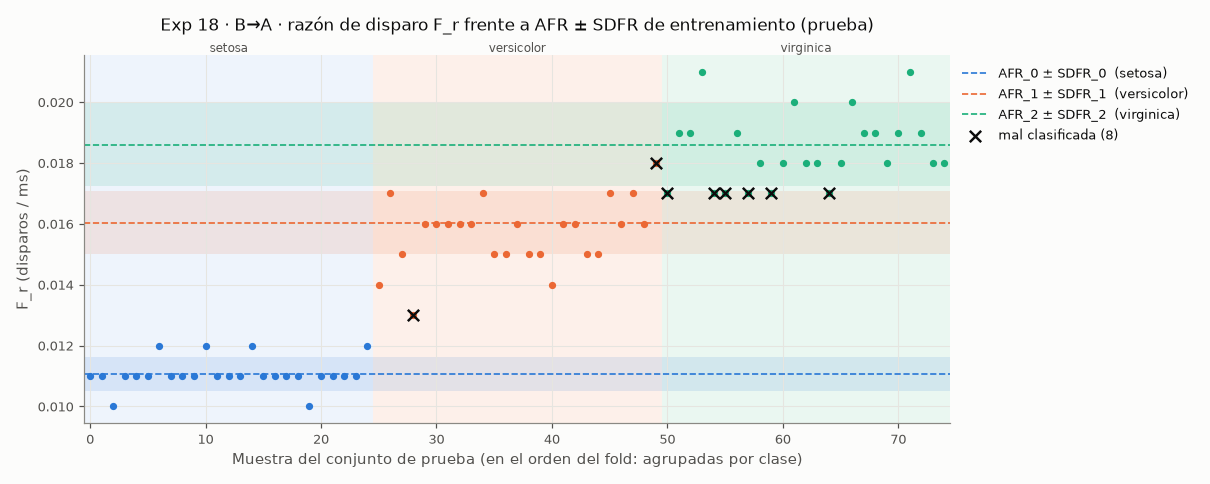 Exp 18 · B→A · razón de disparo F_r frente a AFR ± SDFR de entrenamiento (prueba)
setosa versicolor virginica
AFR_0 ± SDFR_0 (setosa)
AFR_1 ± SDFR_1 (versicolor)
AFR_2 ± SDFR_2 (virginica)
mal clasificada (8)
F_r (disparos / ms)
0.020
0.018
0.016
0.014
0.012
0.010
0 10 20 30 40 50 60 70
Muestra del conjunto de prueba (en el orden del fold: agrupadas por clase)